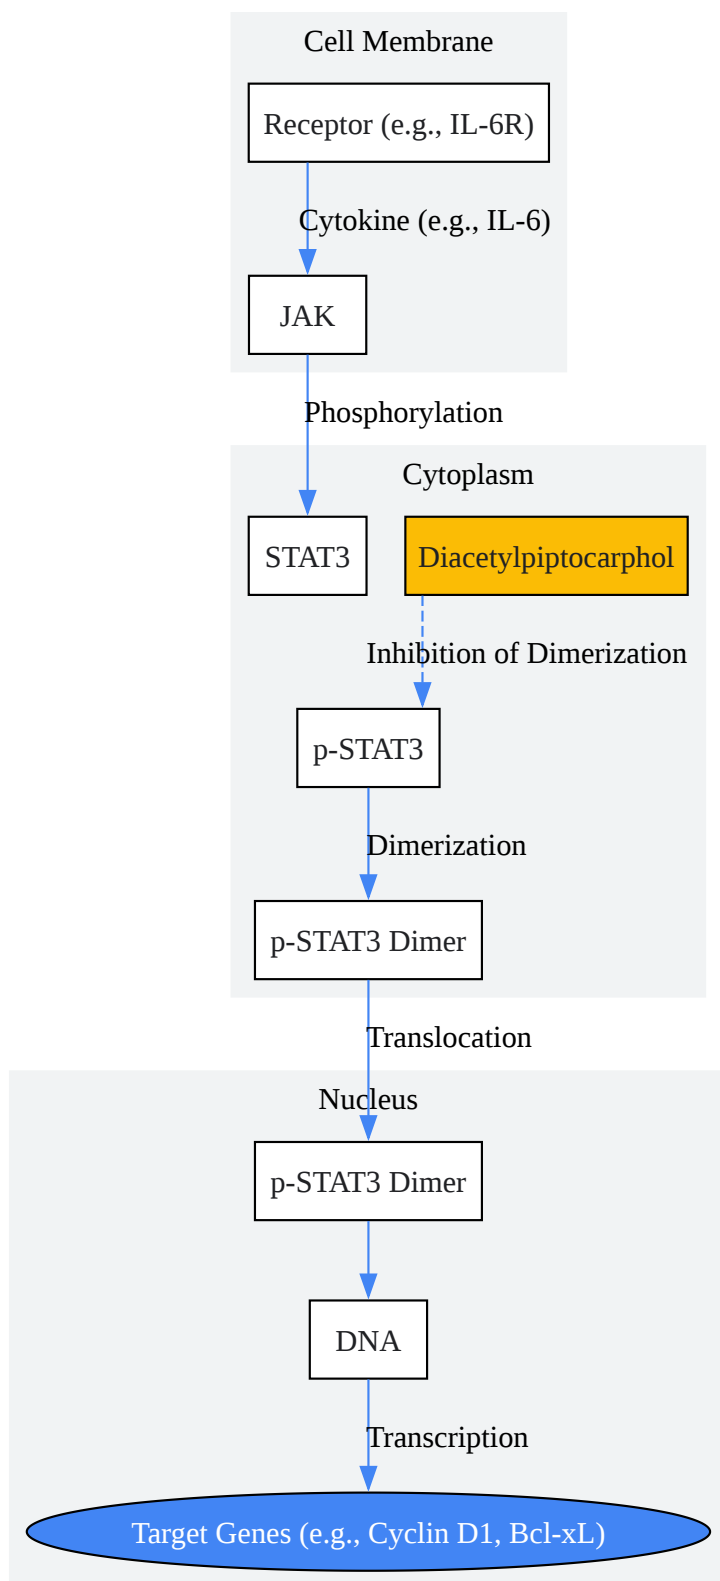 Cell Membrane
Receptor (e.g., IL-6R)
Cytokine (e.g., IL-6)
JAK
Phosphorylation
Cytoplasm
STAT3
Diacetylpiptocarphol
Inhibition of Dimerization
p-STAT3
Dimerization
p-STAT3 Dimer
Translocation
Nucleus
p-STAT3 Dimer
DNA
Transcription
Target Genes (e.g., Cyclin D1, Bcl-xL)